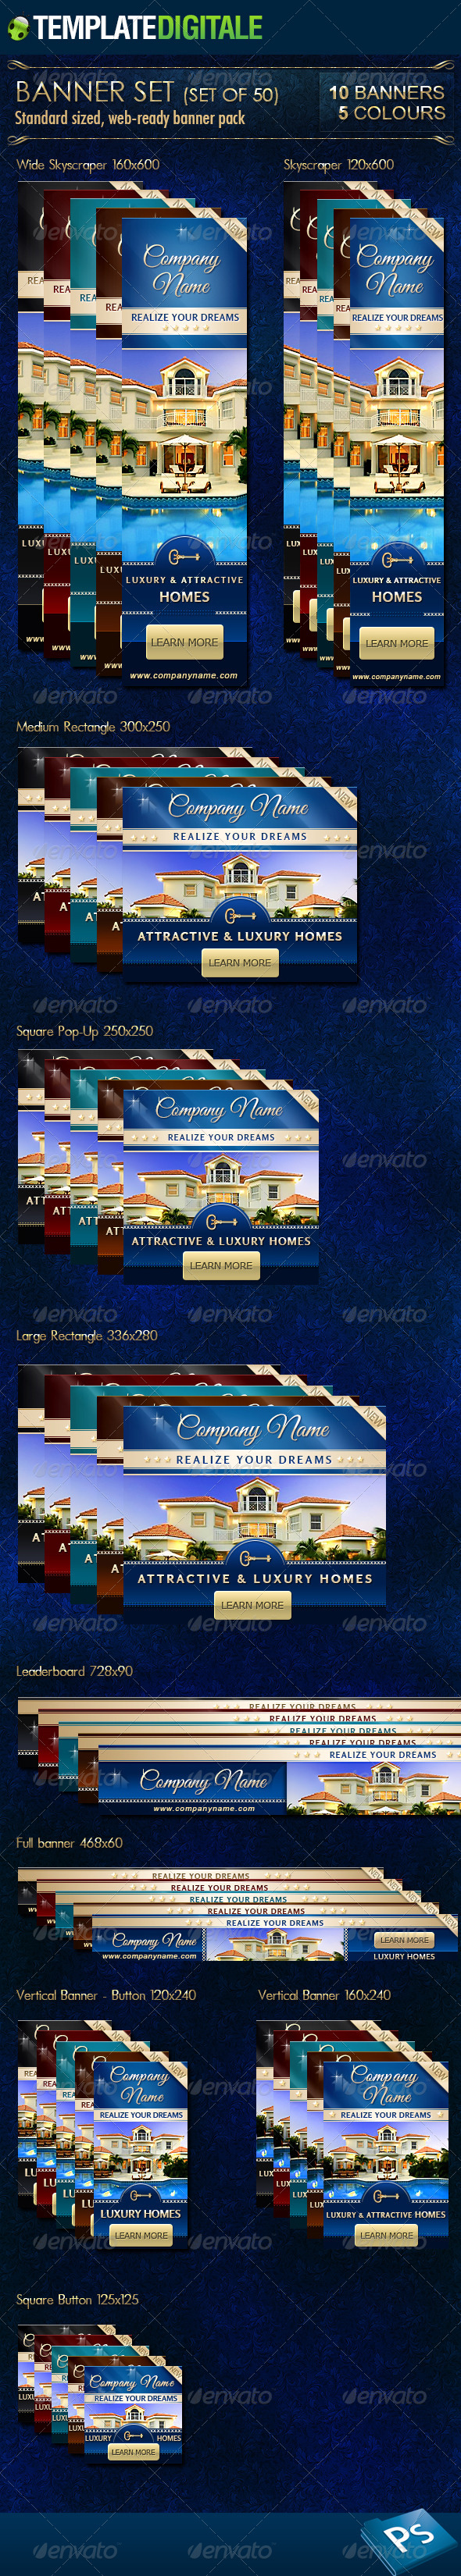 TEMPLATEDIGITALE
BANNER SET (SET OF 50)
Standard sized, web-ready banner pack
10 BANNERS
5 COLOURS
Wide Skyscraper 160x600
Skyscraper 120x600
NEW
Company
Name
REALIZE YOUR DREAMS
LUXURY & ATTRACTIVE
HOMES
LEARN MORE
www.companyname.com
NEW
Company
Name
REALIZE YOUR DREAMS
LUXURY & ATTRACTIVE
HOMES
LEARN MORE
www.companyname.com
Medium Rectangle 300x250
NEW
Company Name
REALIZE YOUR DREAMS
ATTRACTIVE & LUXURY HOMES
LEARN MORE
Square Pop-Up 250x250
NEW
Company Name
REALIZE YOUR DREAMS
ATTRACTIVE & LUXURY HOMES
LEARN MORE
Large Rectangle 336x280
NEW
Company Name
REALIZE YOUR DREAMS
ATTRACTIVE & LUXURY HOMES
LEARN MORE
Leaderboard 728x90
REALIZE YOUR DREAMS
REALIZE YOUR DREAMS
REALIZE YOUR DREAMS
REALIZE YOUR DREAMS
REALIZE YOUR DREAMS
Company Name
www.companyname.com
Full banner 468x60
REALIZE YOUR DREAMS
REALIZE YOUR DREAMS
REALIZE YOUR DREAMS
REALIZE YOUR DREAMS
REALIZE YOUR DREAMS
NEW
Company Name
www.companyname.com
LEARN MORE
LUXURY HOMES
Vertical Banner - Button 120x240
Vertical Banner 160x240
NEW
Company
Name
REALIZE YOUR DREAMS
LUXURY HOMES
LEARN MORE
NEW
Company
Name
REALIZE YOUR DREAMS
LUXURY & ATTRACTIVE HOMES
LEARN MORE
Square Button 125x125
NEW
Company Name
REALIZE YOUR DREAMS
LUXURY HOMES
LEARN MORE
PS
envato